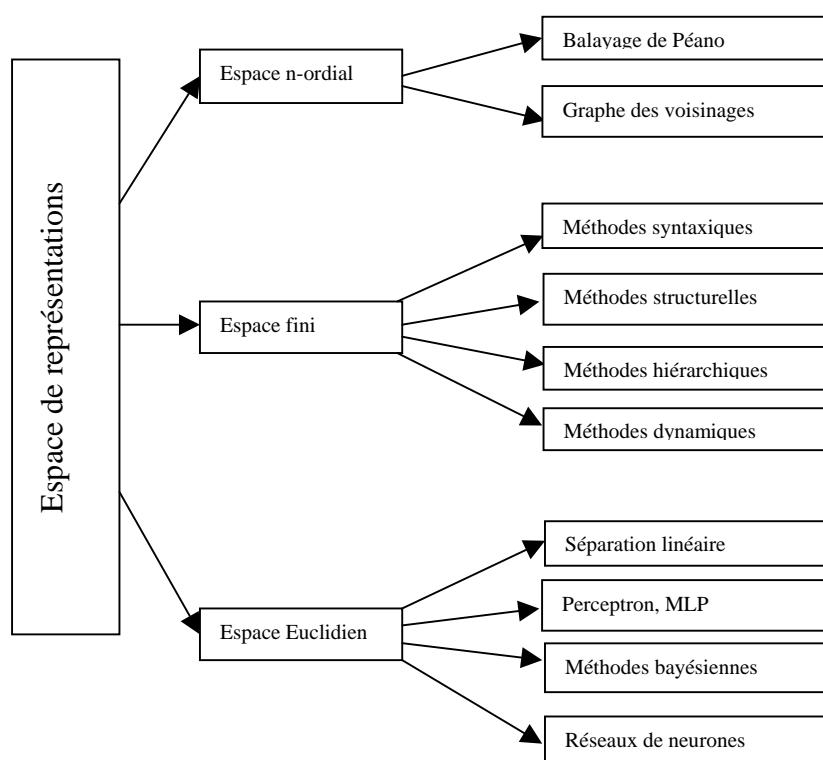 Espace de représentations
Espace n-ordial
Balayage de Péano
Graphe des voisinages
Espace fini
Méthodes syntaxiques
Méthodes structurelles
Méthodes hiérarchiques
Méthodes dynamiques
Espace Euclidien
Séparation linéaire
Perceptron, MLP
Méthodes bayésiennes
Réseaux de neurones